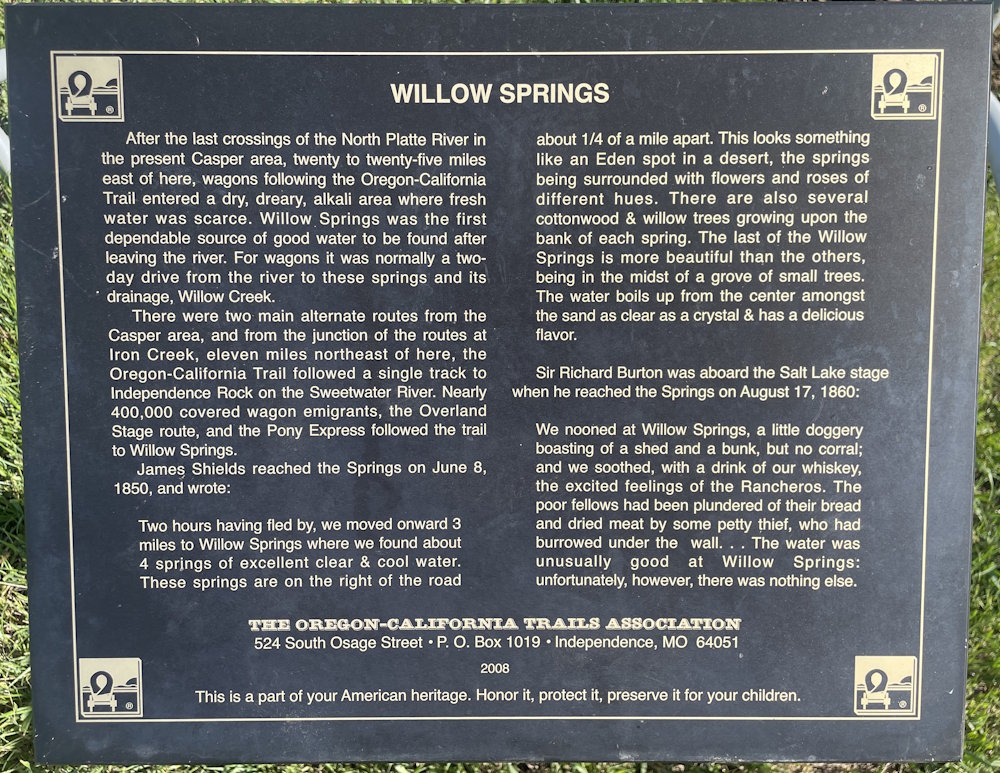 WILLOW SPRINGS
After the last crossings of the North Platte River in
the present Casper area, twenty to twenty-five miles
east of here, wagons following the Oregon-California
Trail entered a dry, dreary, alkali area where fresh
water was scarce. Willow Springs was the first
dependable source of good water to be found after
leaving the river. For wagons it was normally a two-
day drive from the river to these springs and its
drainage, Willow Creek.
There were two main alternate routes from the
Casper area, and from the junction of the routes at
Iron Creek, eleven miles northeast of here, the
Oregon-California Trail followed a single track to
Independence Rock on the Sweetwater River. Nearly
400,000 covered wagon emigrants, the Overland
Stage route, and the Pony Express followed the trail
to Willow Springs.
James Shields reached the Springs on June 8,
1850, and wrote:
Two hours having fled by, we moved onward 3
miles to Willow Springs where we found about
4 springs of excellent clear & cool water.
These springs are on the right of the road
about 1/4 of a mile apart. This looks something
like an Eden spot in a desert, the springs
being surrounded with flowers and roses of
different hues. There are also several
cottonwood & willow trees growing upon the
bank of each spring. The last of the Willow
Springs is more beautiful than the others,
being in the midst of a grove of small trees.
The water boils up from the center amongst
the sand as clear as a crystal & has a delicious
flavor.
Sir Richard Burton was aboard the Salt Lake stage
when he reached the Springs on August 17, 1860:
We nooned at Willow Springs, a little doggery
boasting of a shed and a bunk, but no corral;
and we soothed, with a drink of our whiskey,
the excited feelings of the Rancheros. The
poor fellows had been plundered of their bread
and dried meat by some petty thief, who had
burrowed under the wall. . . The water was
unusually good at Willow Springs:
unfortunately, however, there was nothing else.
THE OREGON-CALIFORNIA TRAILS ASSOCIATION
524 South Osage Street • P. O. Box 1019 • Independence, MO 64051
2008
This is a part of your American heritage. Honor it, protect it, preserve it for your children.